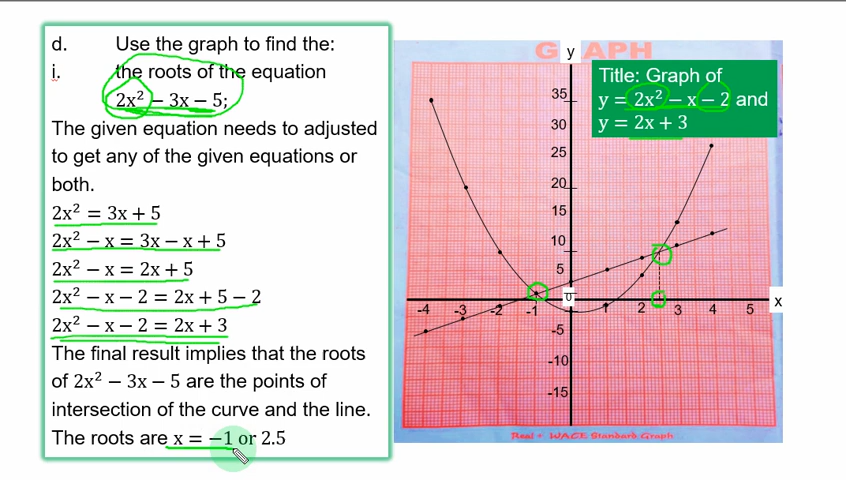 d. Use the graph to find the:
i. the roots of the equation
2x² − 3x − 5;
The given equation needs to adjusted
to get any of the given equations or
both.
2x² = 3x + 5
2x² − x = 3x − x + 5
2x² − x = 2x + 5
2x² − x − 2 = 2x + 5 − 2
2x² − x − 2 = 2x + 3
The final result implies that the roots
of 2x² − 3x − 5 are the points of
intersection of the curve and the line.
The roots are x = −1 or 2.5
G APH
y
Title: Graph of
y = 2x² − x − 2 and
y = 2x + 3
35
30
25
20
15
10
5
0
-4 -3 -2 -1 1 2 3 4 5 x
-5
-10
-15
Real • WACE Standard Graph